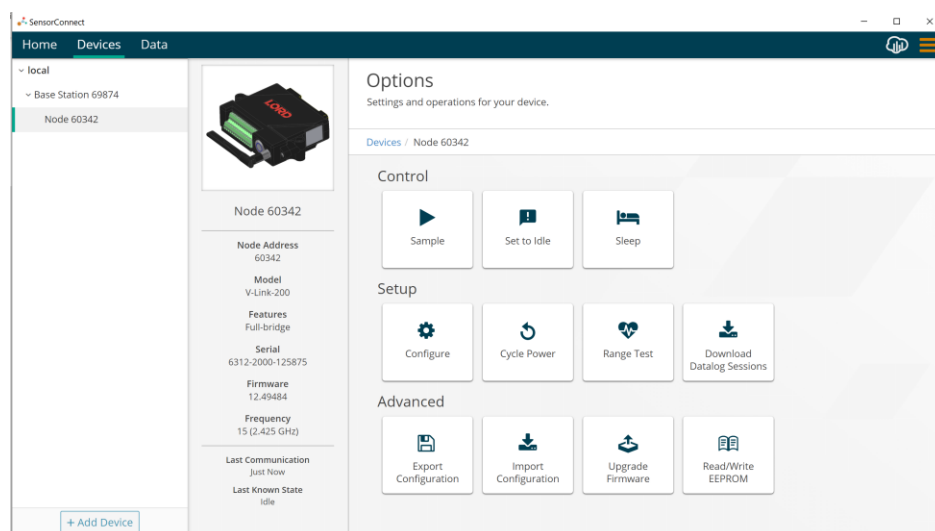 SensorConnect
Home Devices Data
local
Base Station 69874
Node 60342
+ Add Device
LORD
Node 60342
Node Address
60342
Model
V-Link-200
Features
Full-bridge
Serial
6312-2000-125875
Firmware
12.49484
Frequency
15 (2.425 GHz)
Last Communication
Just Now
Last Known State
Idle
Options
Settings and operations for your device.
Devices / Node 60342
Control
Sample
Set to Idle
Sleep
Setup
Configure
Cycle Power
Range Test
Download
Datalog Sessions
Advanced
Export
Configuration
Import
Configuration
Upgrade
Firmware
Read/Write
EEPROM